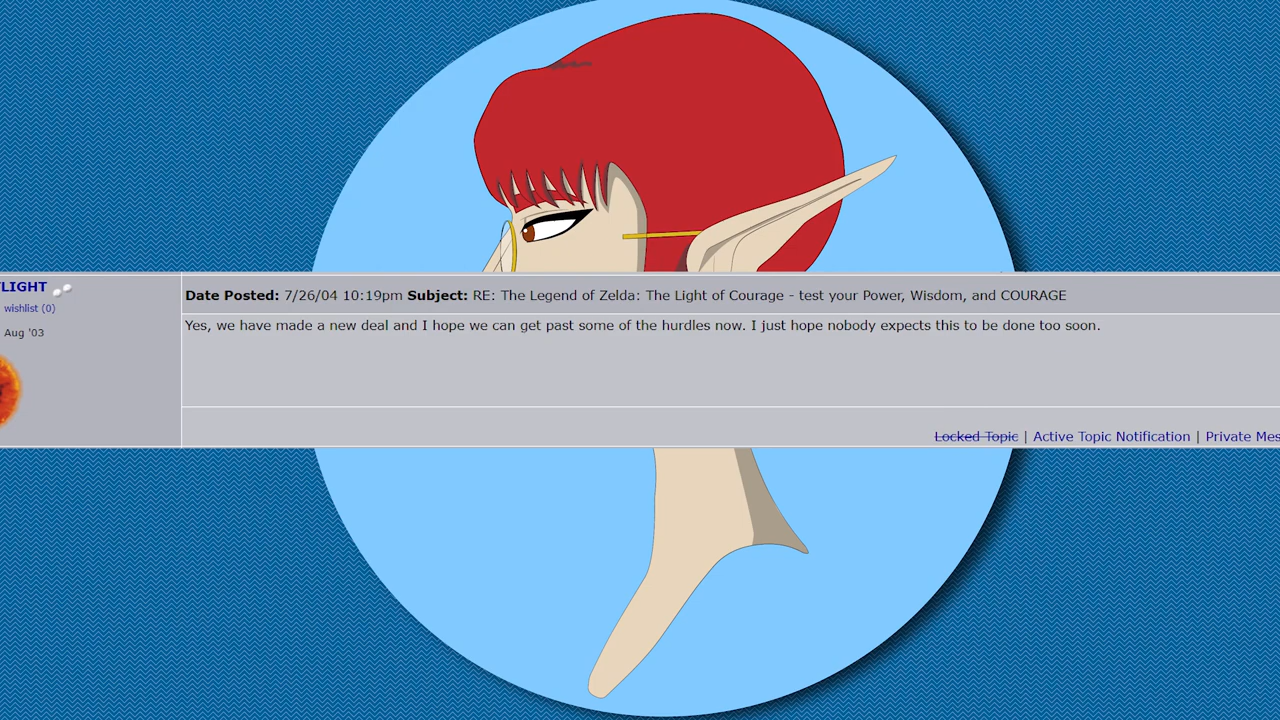 LIGHT
wishlist (0)
Aug '03
Date Posted: 7/26/04 10:19pm Subject: RE: The Legend of Zelda: The Light of Courage - test your Power, Wisdom, and COURAGE
Yes, we have made a new deal and I hope we can get past some of the hurdles now. I just hope nobody expects this to be done too soon.
Locked Topic | Active Topic Notification | Private Mes